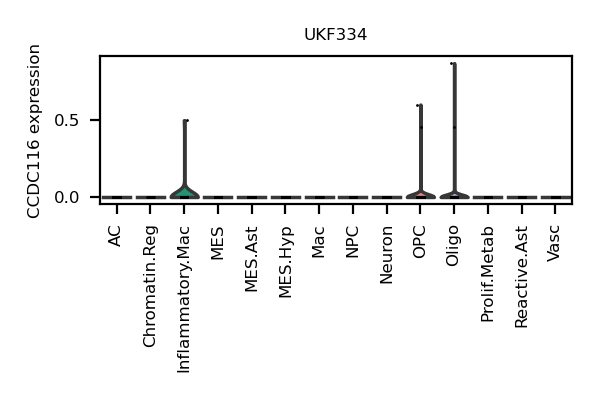 UKF334
CCDC116 expression
0.5
0.0
AC
Chromatin.Reg
Inflammatory.Mac
MES
MES.Ast
MES.Hyp
Mac
NPC
Neuron
OPC
Oligo
Prolif.Metab
Reactive.Ast
Vasc